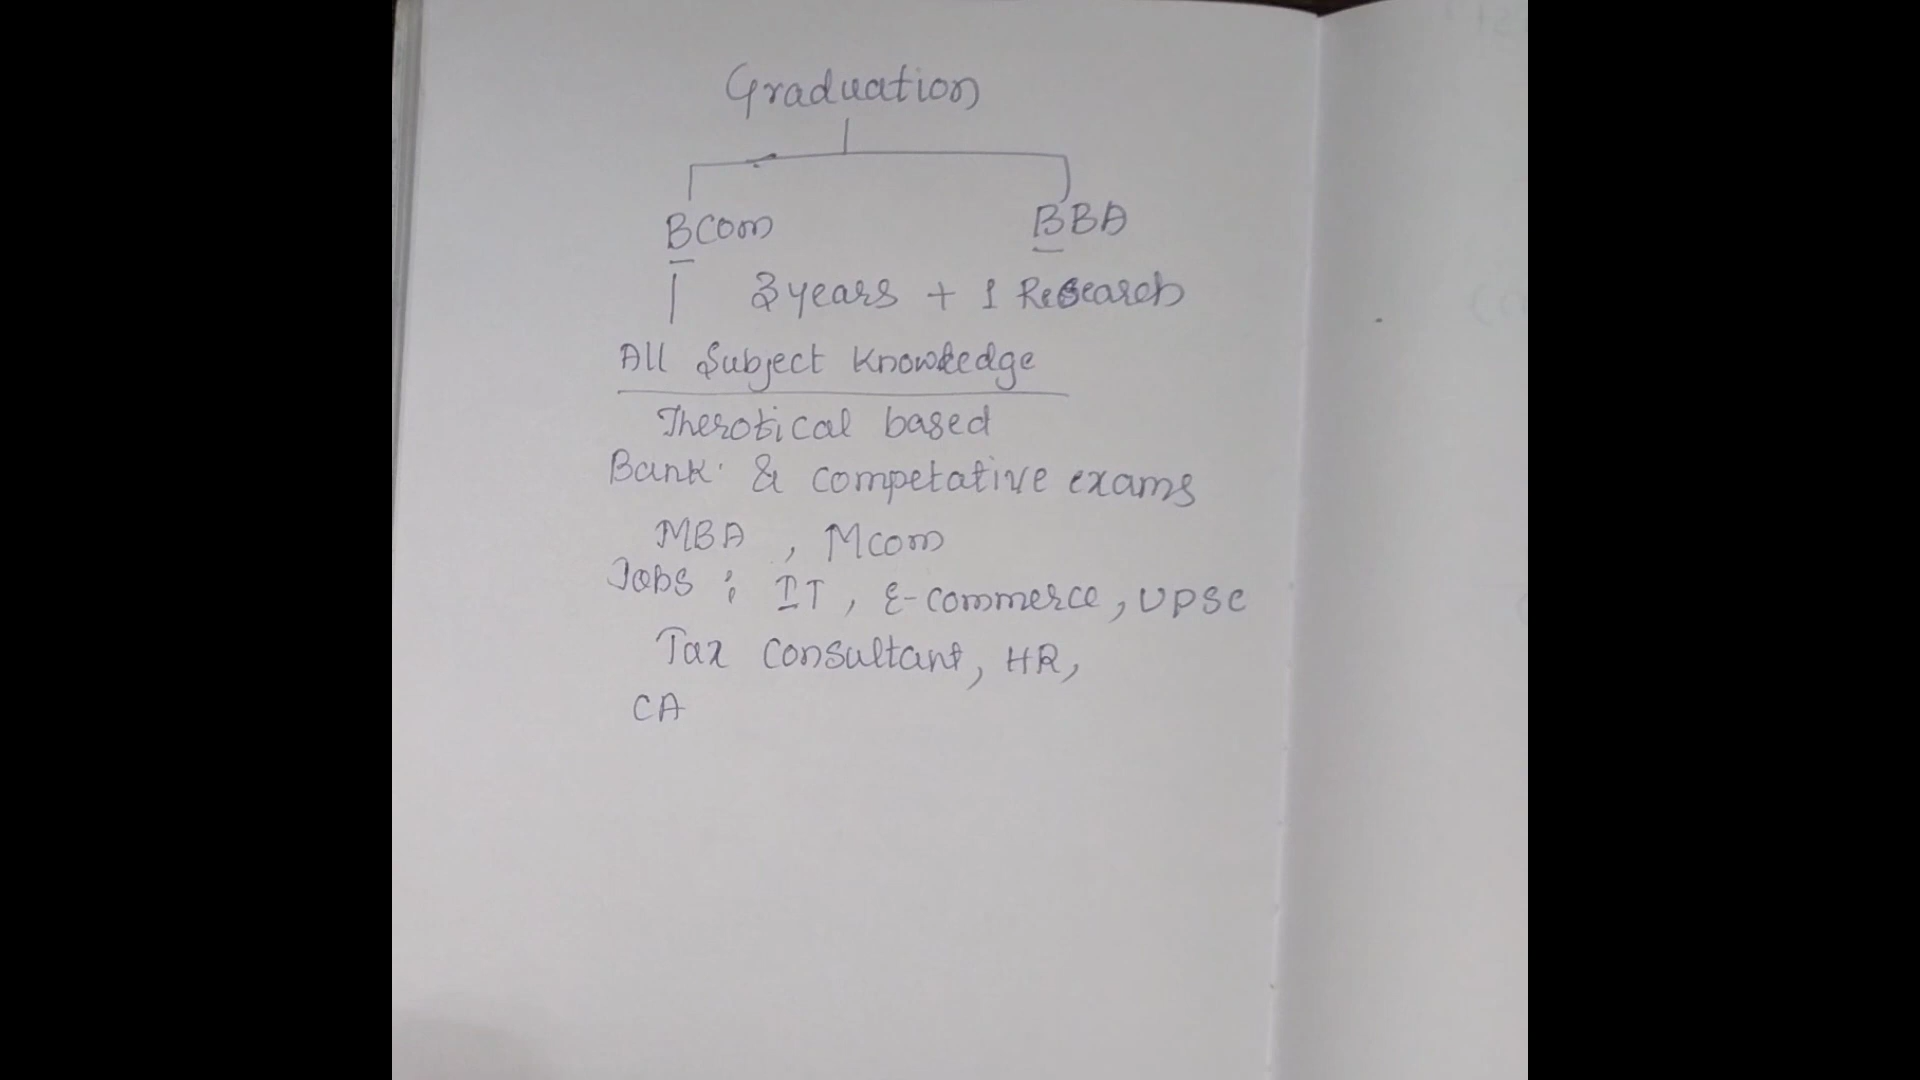 Graduation
BCom BBA
3 years + 1 Research
All Subject Knowledge
Therotical based
Bank & competative exams
MBA , Mcom
Jobs : IT, E-commerce, UPSC
Tax consultant, HR,
CA